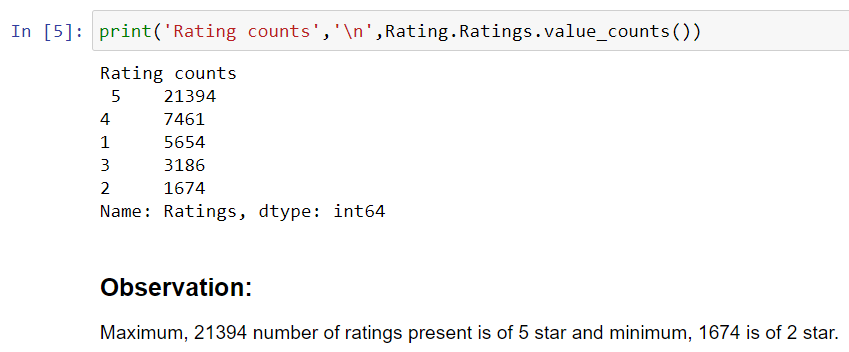 In [5]: print('Rating counts','\n',Rating.Ratings.value_counts())
Rating counts
 5    21394
4     7461
1     5654
3     3186
2     1674
Name: Ratings, dtype: int64
Observation:
Maximum, 21394 number of ratings present is of 5 star and minimum, 1674 is of 2 star.